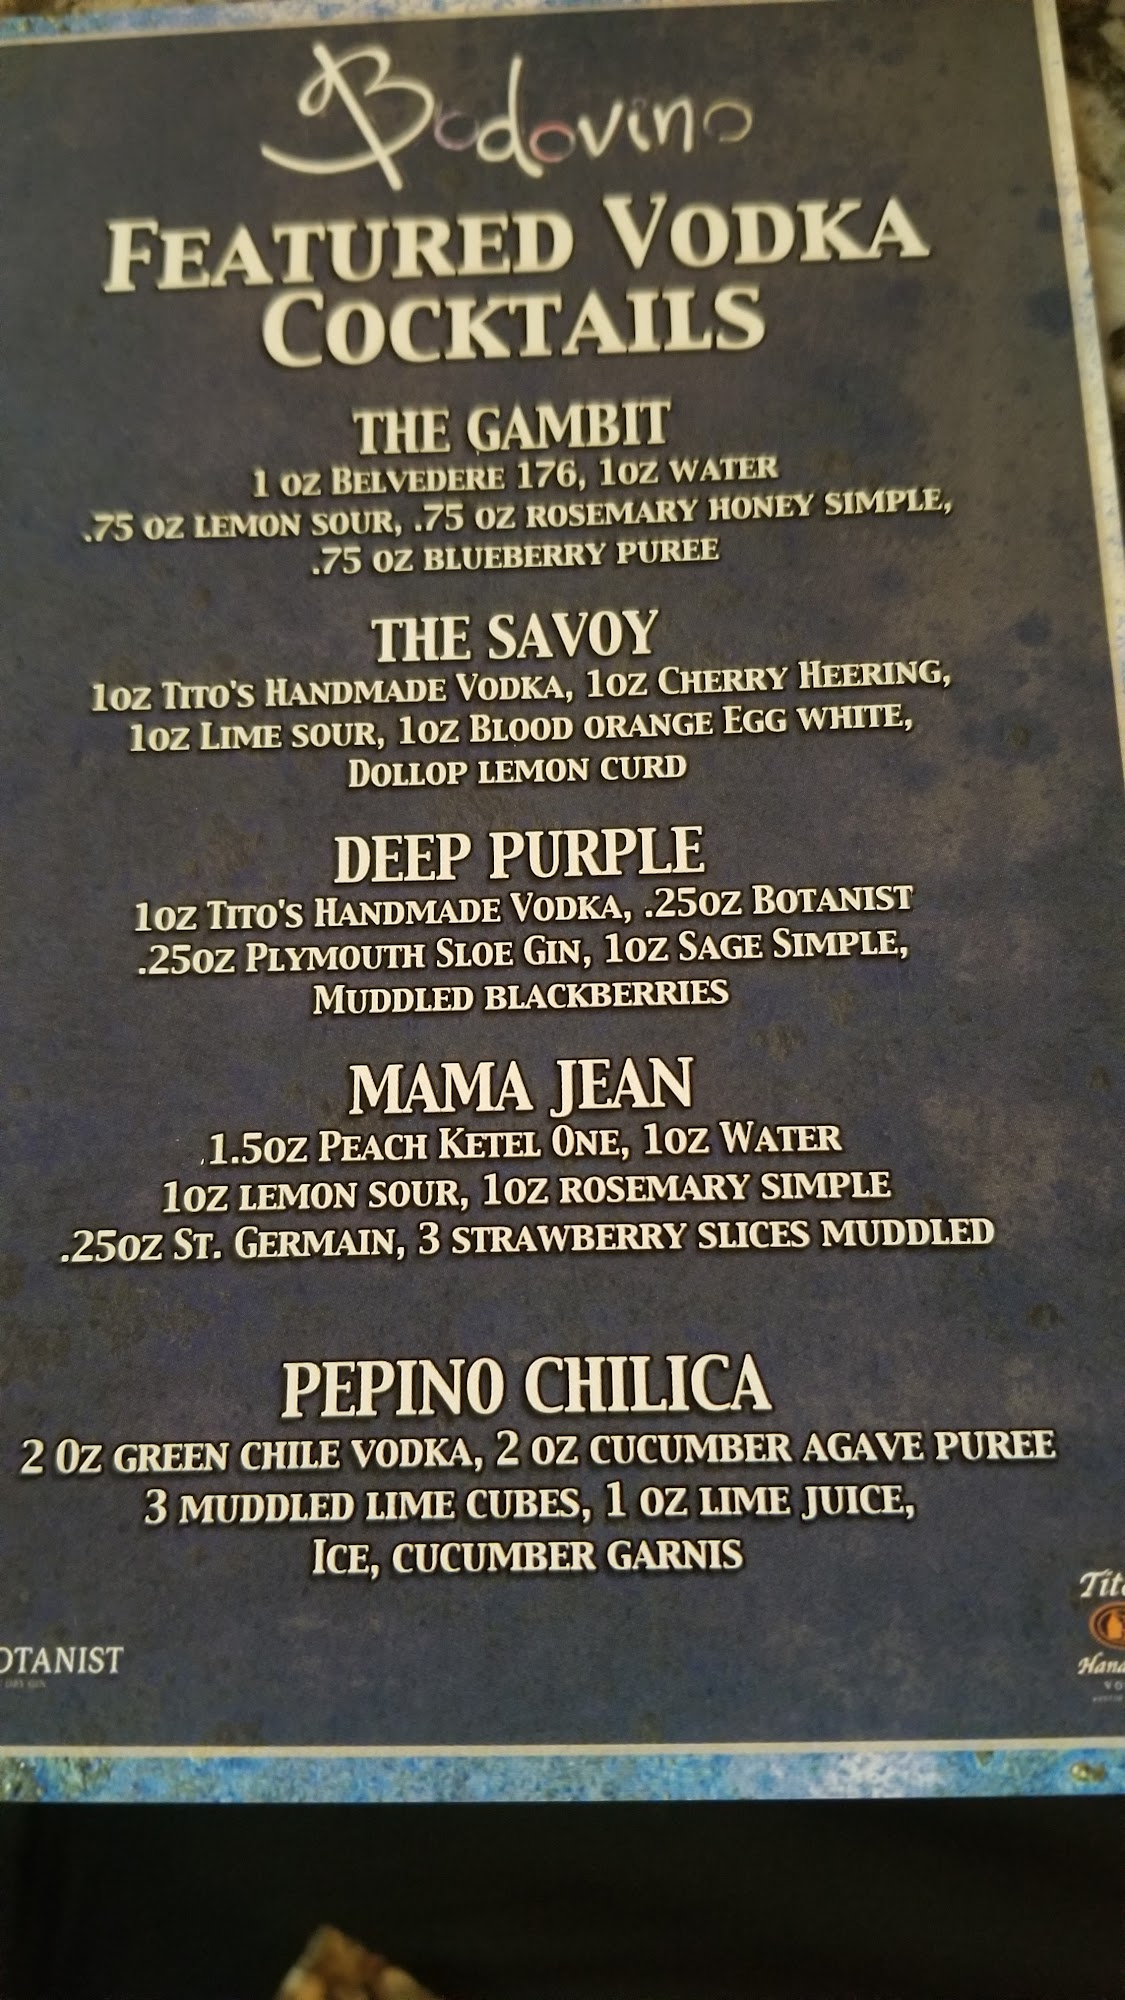 Bodovino
FEATURED VODKA
COCKTAILS
THE GAMBIT
1 OZ BELVEDERE 176, 1OZ WATER
.75 OZ LEMON SOUR, .75 OZ ROSEMARY HONEY SIMPLE,
.75 OZ BLUEBERRY PUREE
THE SAVOY
1OZ TITO'S HANDMADE VODKA, 1OZ CHERRY HEERING,
1OZ LIME SOUR, 1OZ BLOOD ORANGE EGG WHITE,
DOLLOP LEMON CURD
DEEP PURPLE
1OZ TITO'S HANDMADE VODKA, .25OZ BOTANIST
.25OZ PLYMOUTH SLOE GIN, 1OZ SAGE SIMPLE,
MUDDLED BLACKBERRIES
MAMA JEAN
1.5OZ PEACH KETEL ONE, 1OZ WATER
1OZ LEMON SOUR, 1OZ ROSEMARY SIMPLE
.25OZ ST. GERMAIN, 3 STRAWBERRY SLICES MUDDLED
PEPINO CHILICA
2 OZ GREEN CHILE VODKA, 2 OZ CUCUMBER AGAVE PUREE
3 MUDDLED LIME CUBES, 1 OZ LIME JUICE,
ICE, CUCUMBER GARNIS
OTANIST
DRY GIN
Tit
Hand
VO